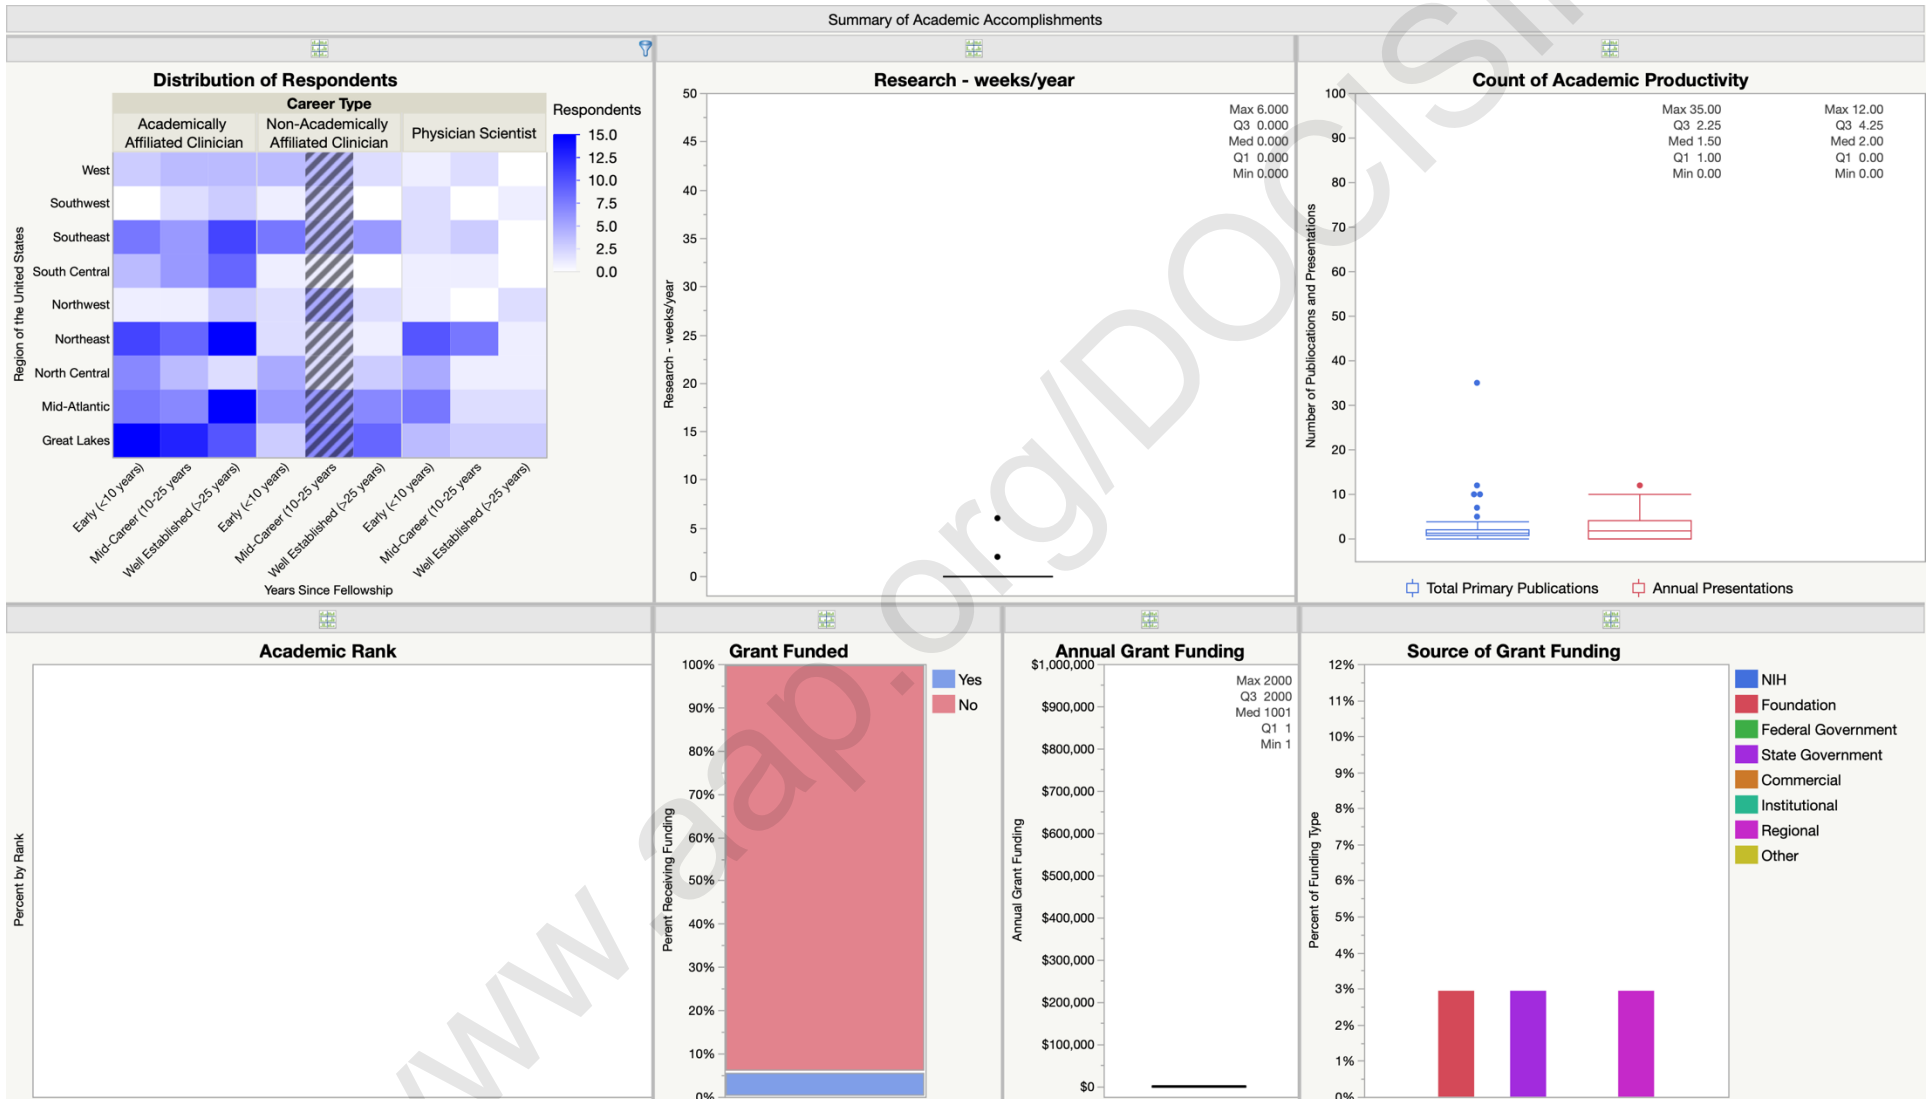 Summary of Academic Accomplishments
Distribution of Respondents
Career Type
Academically
Affiliated Clinician
Non-Academically
Affiliated Clinician
Physician Scientist
Respondents
15.0
12.5
10.0
7.5
5.0
2.5
0.0
Region of the United States
West
Southwest
Southeast
South Central
Northwest
Northeast
North Central
Mid-Atlantic
Great Lakes
Early (<10 years)
Mid-Career (10-25 years
Well Established (>25 years)
Early (<10 years)
Mid-Career (10-25 years
Well Established (>25 years)
Early (<10 years)
Mid-Career (10-25 years
Well Established (>25 years)
Years Since Fellowship
Research - weeks/year
Research - weeks/year
50
45
40
35
30
25
20
15
10
5
0
Max 6.000
Q3 0.000
Med 0.000
Q1 0.000
Min 0.000
Count of Academic Productivity
Number of Publiocations and Presentations
100
90
80
70
60
50
40
30
20
10
0
Max 35.00
Q3 2.25
Med 1.50
Q1 1.00
Min 0.00
Max 12.00
Q3 4.25
Med 2.00
Q1 0.00
Min 0.00
Total Primary Publications
Annual Presentations
Academic Rank
Percent by Rank
Grant Funded
Perent Receiving Funding
100%
90%
80%
70%
60%
50%
40%
30%
20%
10%
0%
Yes
No
Annual Grant Funding
Annual Grant Funding
$1,000,000
$900,000
$800,000
$700,000
$600,000
$500,000
$400,000
$300,000
$200,000
$100,000
$0
Max 2000
Q3 2000
Med 1001
Q1 1
Min 1
Source of Grant Funding
Percent of Funding Type
12%
11%
10%
9%
8%
7%
6%
5%
4%
3%
2%
1%
0%
NIH
Foundation
Federal Government
State Government
Commercial
Institutional
Regional
Other
www.aap.org/DOCISI